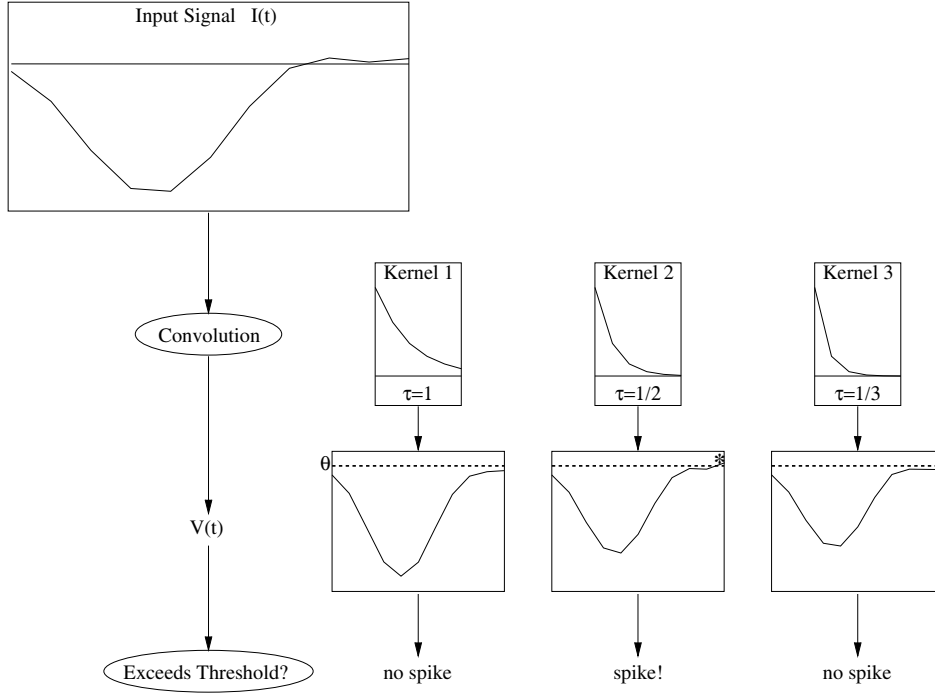 Input Signal I(t)
Kernel 1
Kernel 2
Kernel 3
Convolution
τ=1
τ=1/2
τ=1/3
θ
*
V(t)
Exceeds Threshold?
no spike
spike!
no spike